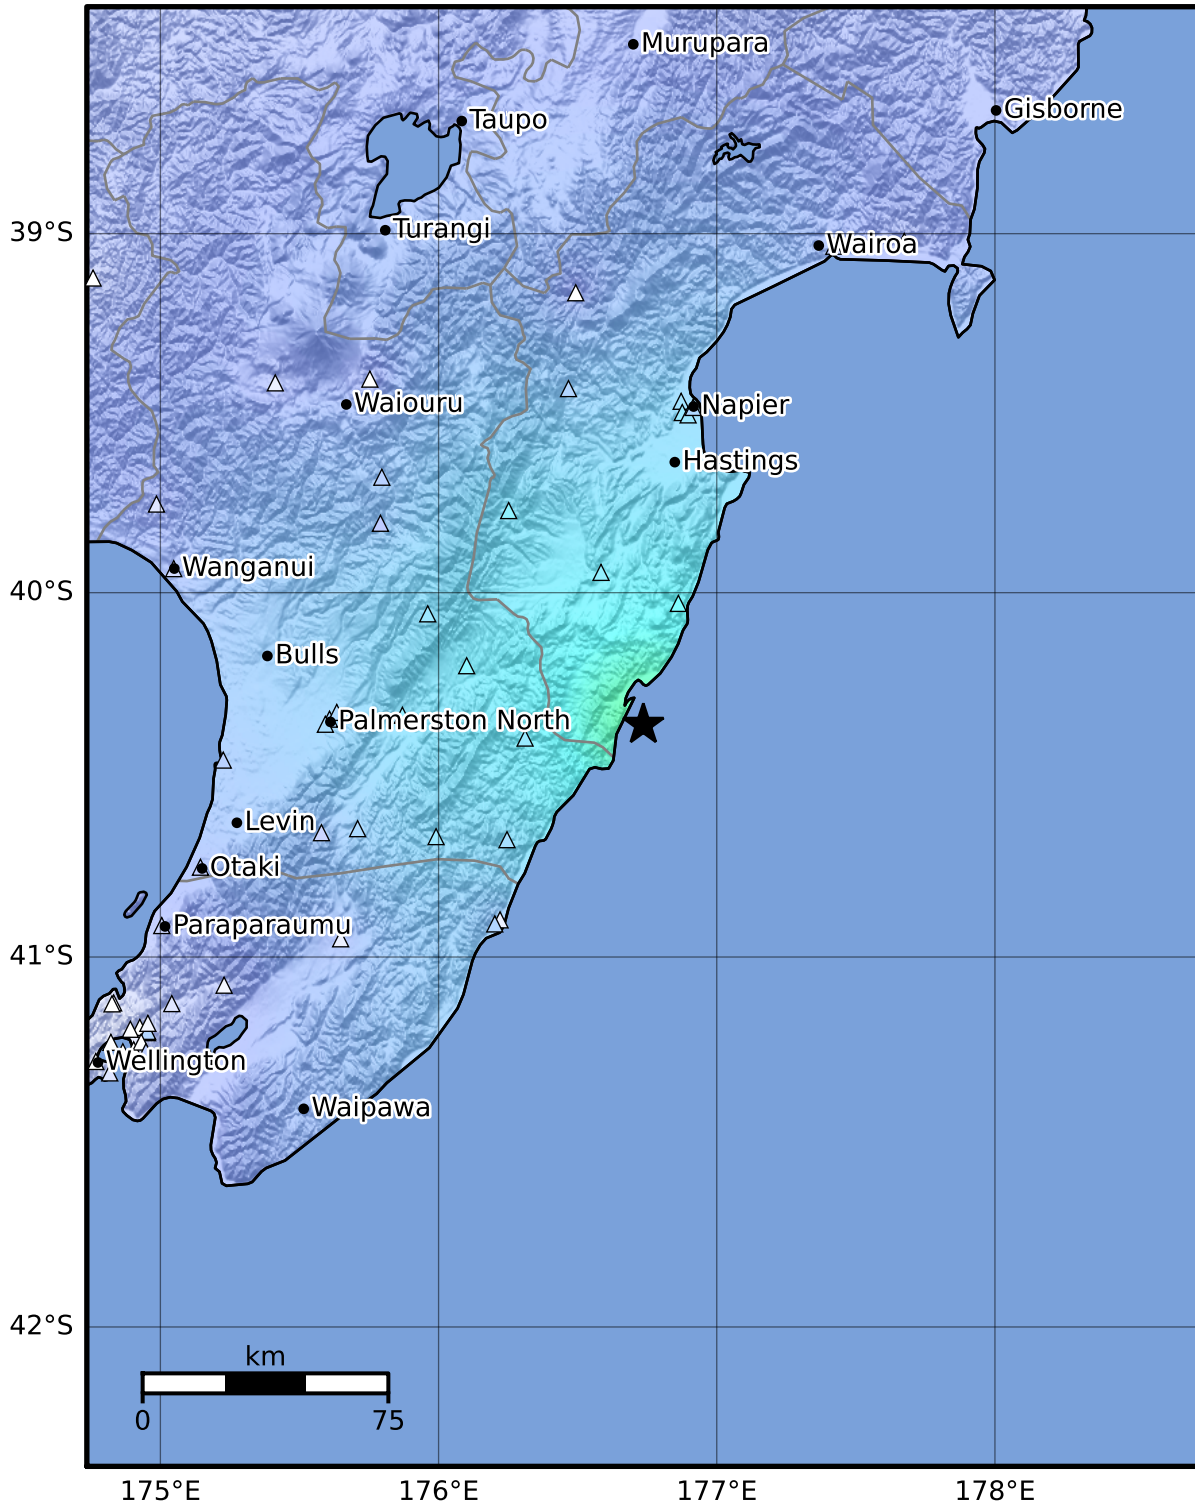 Murupara
Gisborne
Taupo
Turangi
39°S
Wairoa
Waiouru
Napier
Hastings
Wanganui
40°S
Bulls
Palmerston North
Levin
Otaki
Paraparaumu
41°S
Wellington
Waipawa
42°S
km
0
75
175°E
176°E
177°E
178°E